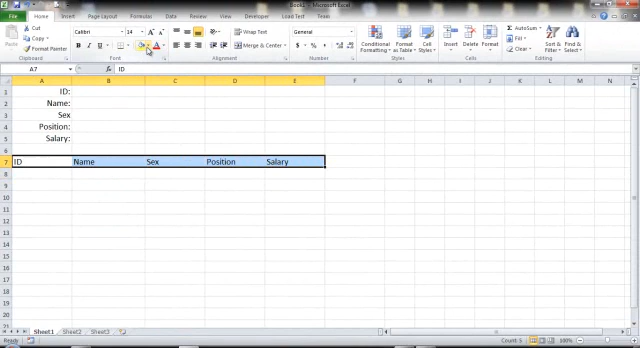 Book1 - Microsoft Excel
File Home Insert Page Layout Formulas Data Review View Developer Load Test Team
Cut
Copy
Format Painter
Paste
Clipboard
Calibri 14
Font
Wrap Text
Merge & Center
Alignment
General
Number
Conditional Formatting
Format as Table
Cell Styles
Styles
Insert
Delete
Format
Cells
AutoSum
Fill
Clear
Sort & Filter
Find & Select
Editing
A7 fx ID
A B C D E F G H I J K L M N
1 ID:
2 Name:
3 Sex
4 Position:
5 Salary:
6
7 ID Name Sex Position Salary
8
9
10
11
12
13
14
15
16
17
18
19
20
21
Sheet1 Sheet2 Sheet3
Ready Count: 5 100%